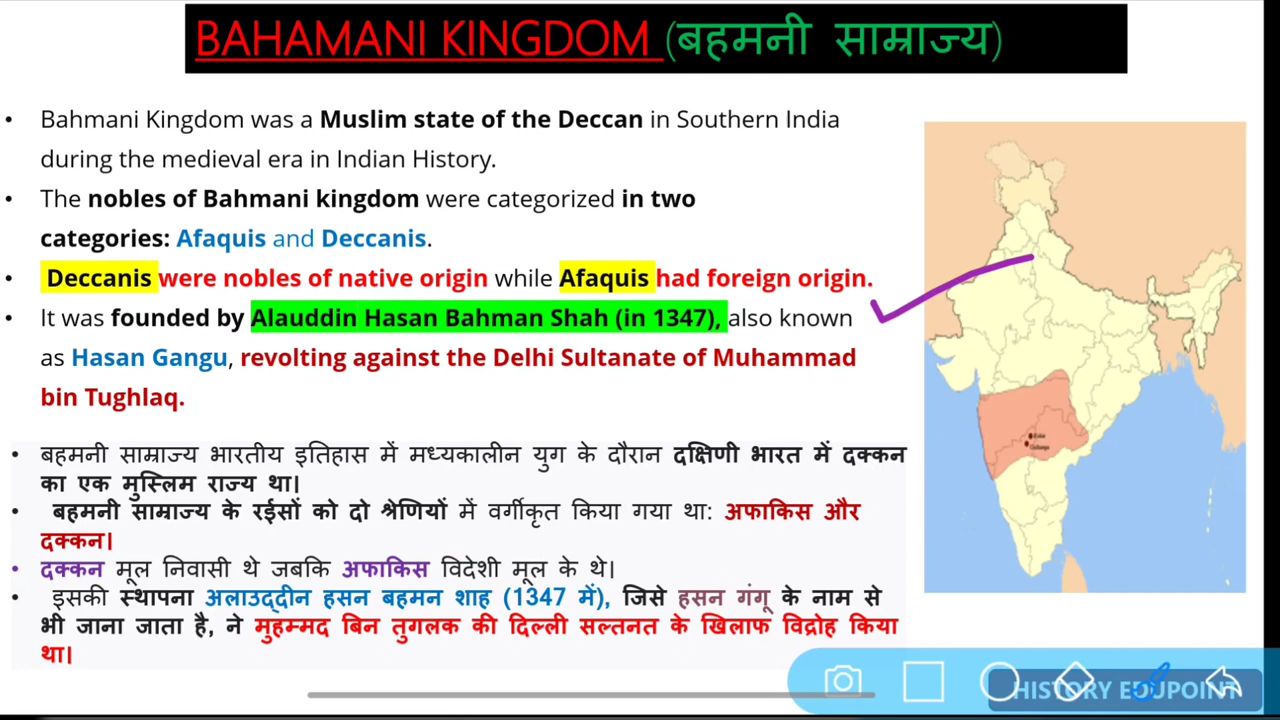 BAHAMANI KINGDOM (बहमनी साम्राज्य)
• Bahmani Kingdom was a Muslim state of the Deccan in Southern India
during the medieval era in Indian History.
• The nobles of Bahmani kingdom were categorized in two
categories: Afaquis and Deccanis.
• Deccanis were nobles of native origin while Afaquis had foreign origin.
• It was founded by Alauddin Hasan Bahman Shah (in 1347), also known
as Hasan Gangu, revolting against the Delhi Sultanate of Muhammad
bin Tughlaq.
• बहमनी साम्राज्य भारतीय इतिहास में मध्यकालीन युग के दौरान दक्षिणी भारत में दक्कन
का एक मुस्लिम राज्य था।
• बहमनी साम्राज्य के रईसों को दो श्रेणियों में वर्गीकृत किया गया था: अफाकिस और
दक्कन।
• दक्कन मूल निवासी थे जबकि अफाकिस विदेशी मूल के थे।
• इसकी स्थापना अलाउद्दीन हसन बहमन शाह (1347 में), जिसे हसन गंगू के नाम से
भी जाना जाता है, ने मुहम्मद बिन तुगलक की दिल्ली सल्तनत के खिलाफ विद्रोह किया
था।
HISTORY EDUPOINT